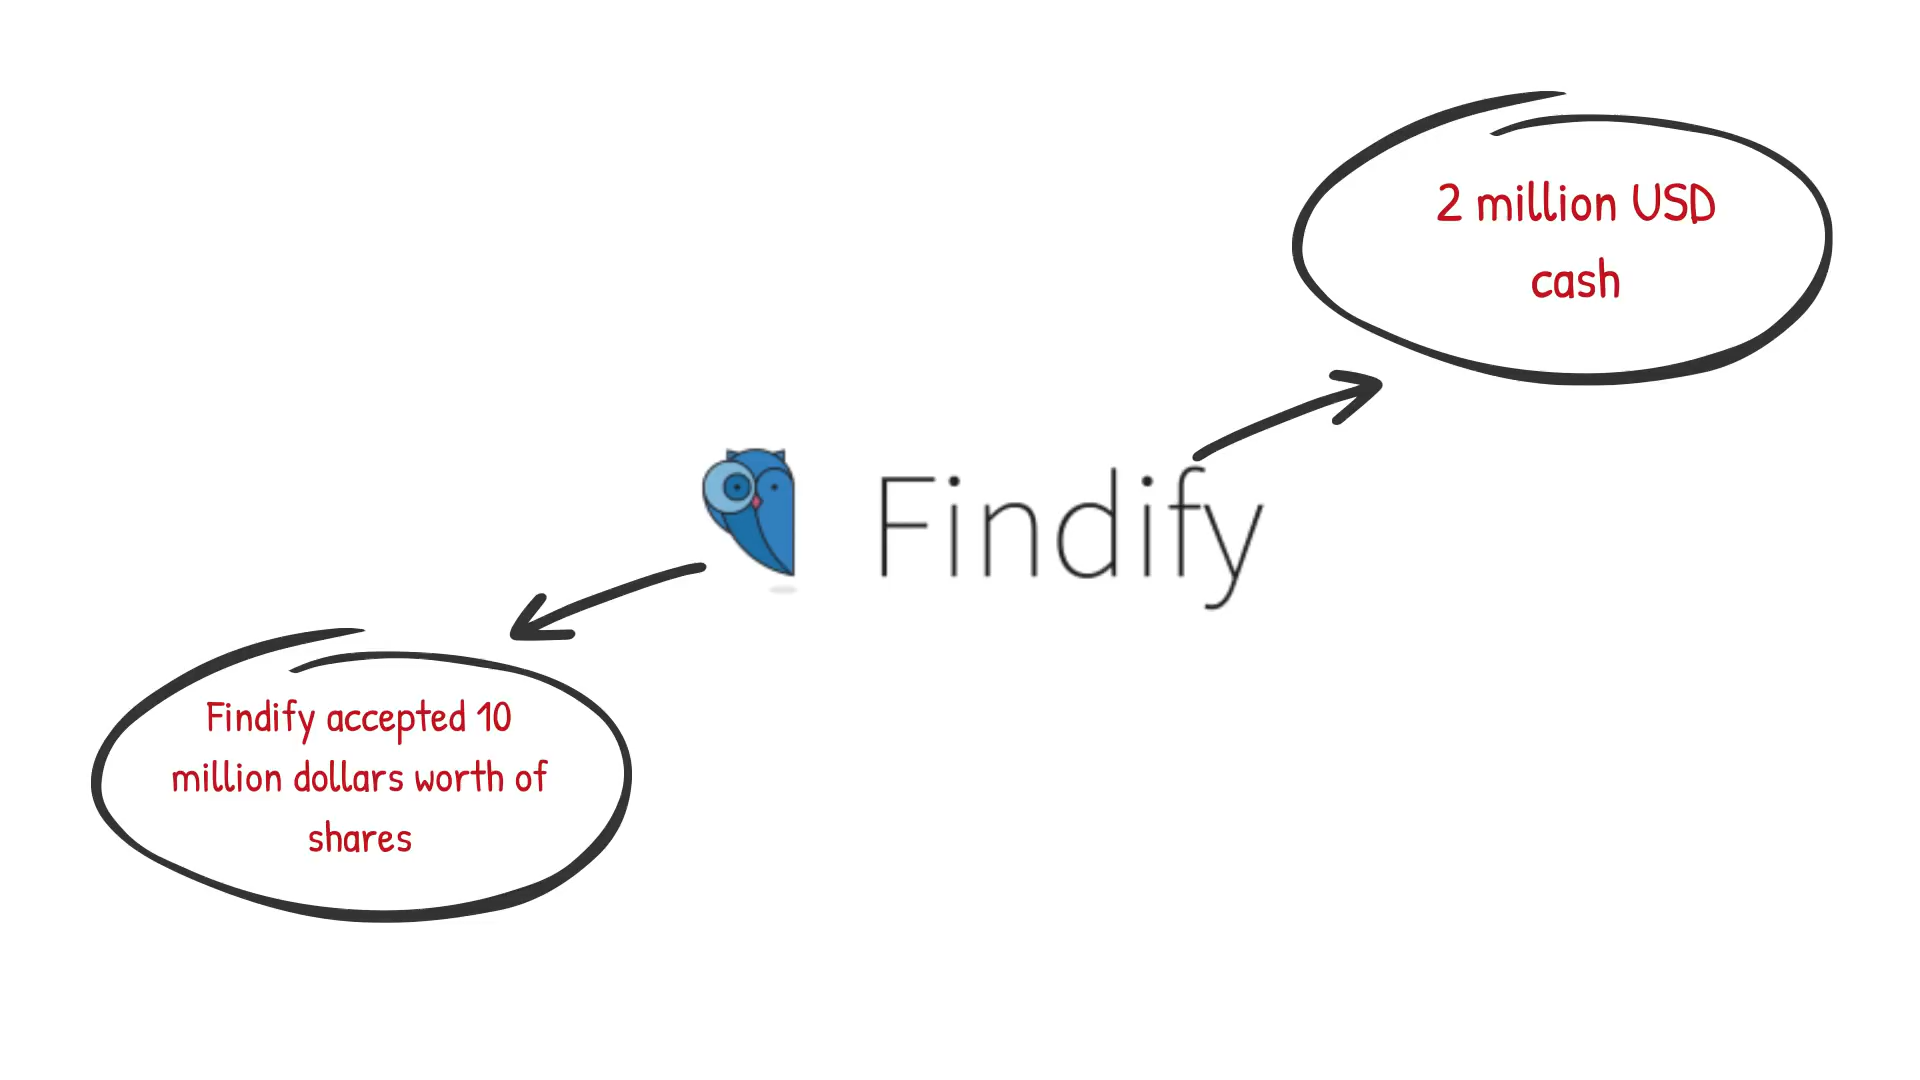 2 million USD
cash
Findify
Findify accepted 10
million dollars worth of
shares